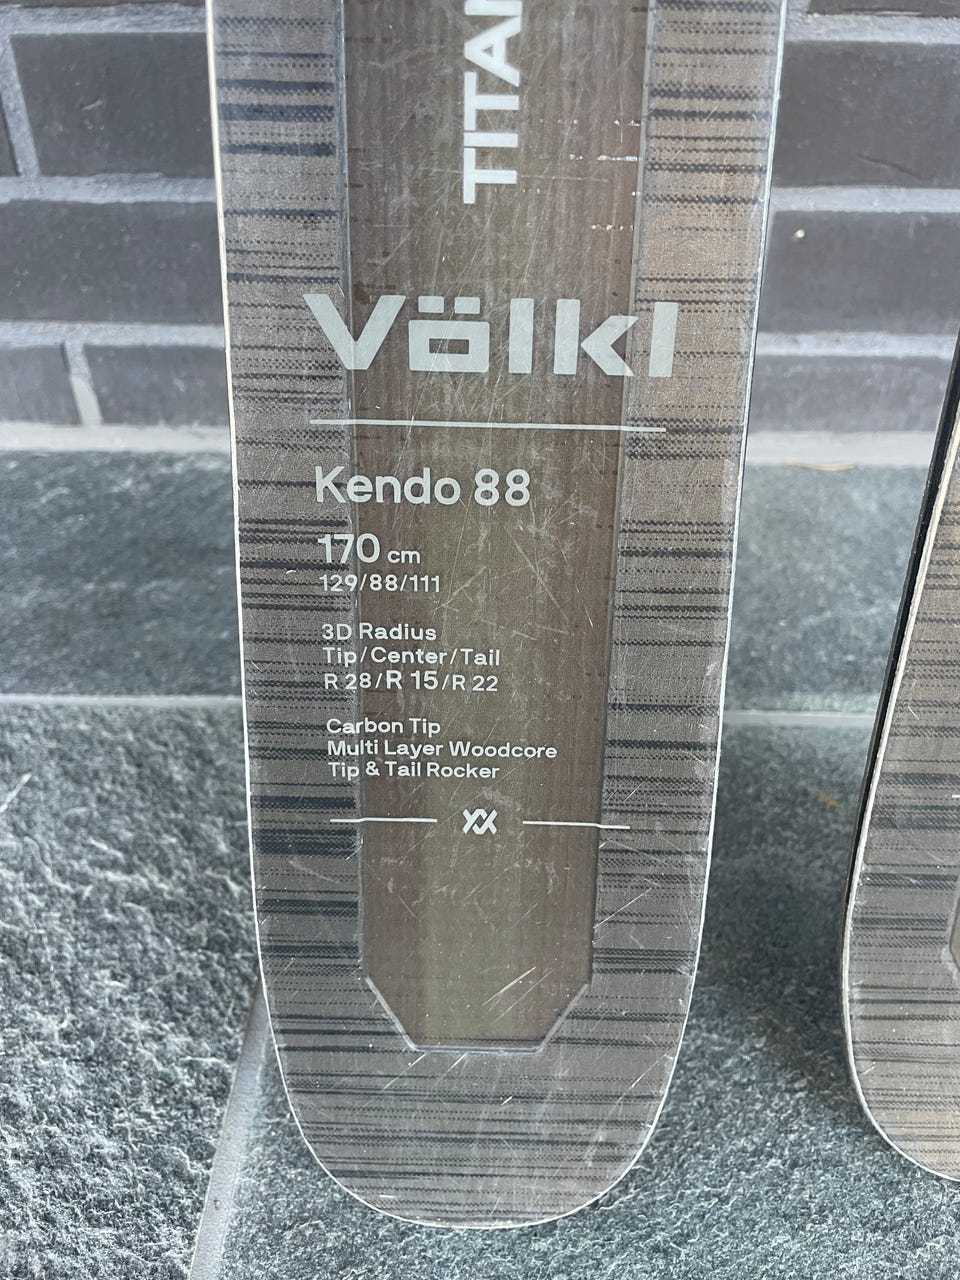 TITAN
Völkl
Kendo 88
170 cm
129/88/111
3D Radius
Tip/Center/Tail
R 28/R 15/R 22
Carbon Tip
Multi Layer Woodcore
Tip & Tail Rocker